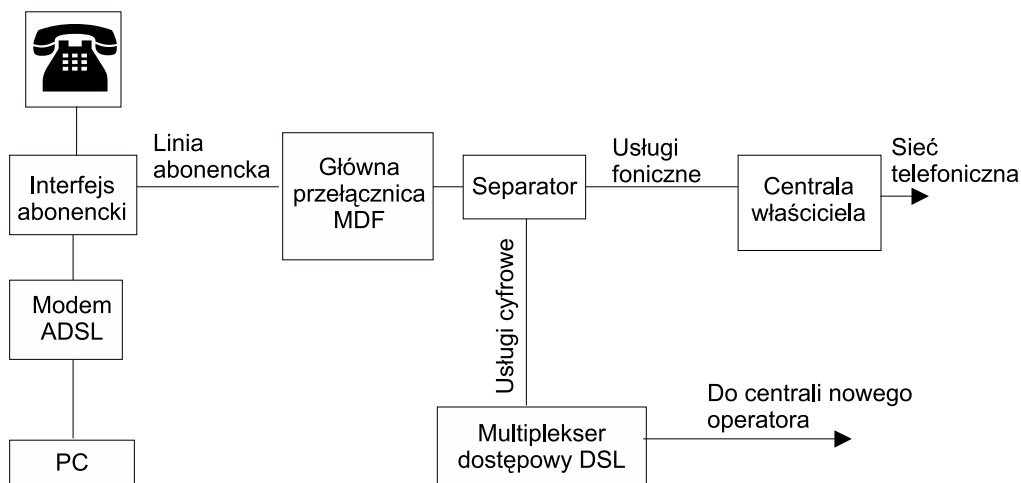 Linia
abonencka
Interfejs
abonencki
Główna
przełącznica
MDF
Separator
Usługi
foniczne
Centrala
właściciela
Sieć
telefoniczna
Modem
ADSL
Usługi cyfrowe
PC
Multiplekser
dostępowy DSL
Do centrali nowego
operatora